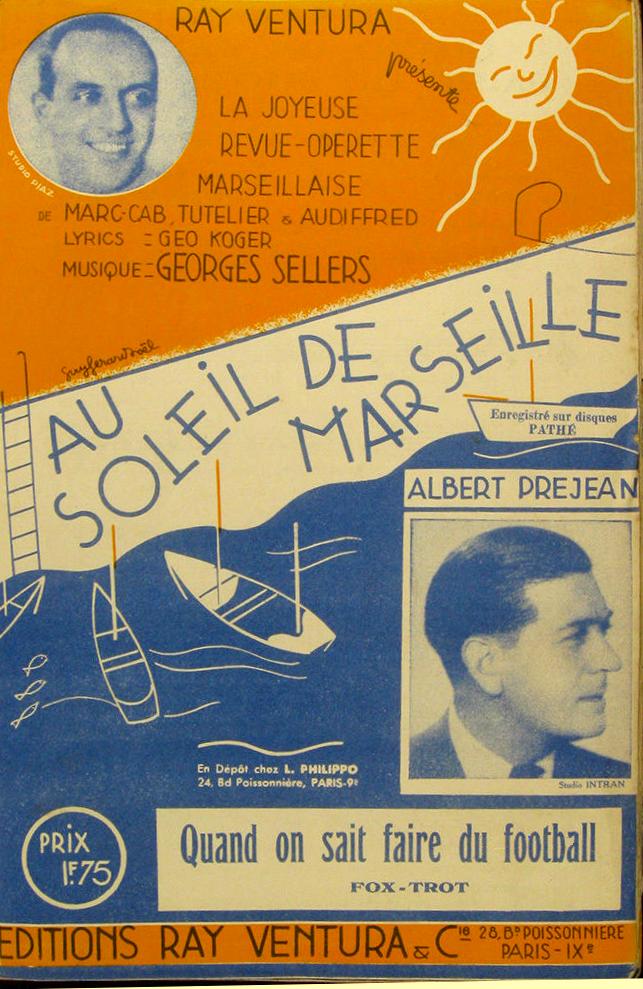 RAY VENTURA
présente
LA JOYEUSE
REVUE-OPERETTE
MARSEILLAISE
DE MARC-CAB, TUTELIER & AUDIFFRED
LYRICS = GEO KOGER
MUSIQUE = GEORGES SELLERS
STUDIO PIAZ
guy gérard noël
AU
SOLEIL DE
MARSEILLE
Enregistré sur disques
PATHÉ
ALBERT PREJEAN
Studio INTRAN
En Dépôt chez L. PHILIPPO
24, Bd Poissonnière, PARIS-9e
PRIX
1F.75
Quand on sait faire du football
FOX-TROT
EDITIONS RAY VENTURA & Cie 28, Bd POISSONNIERE
PARIS-IXe